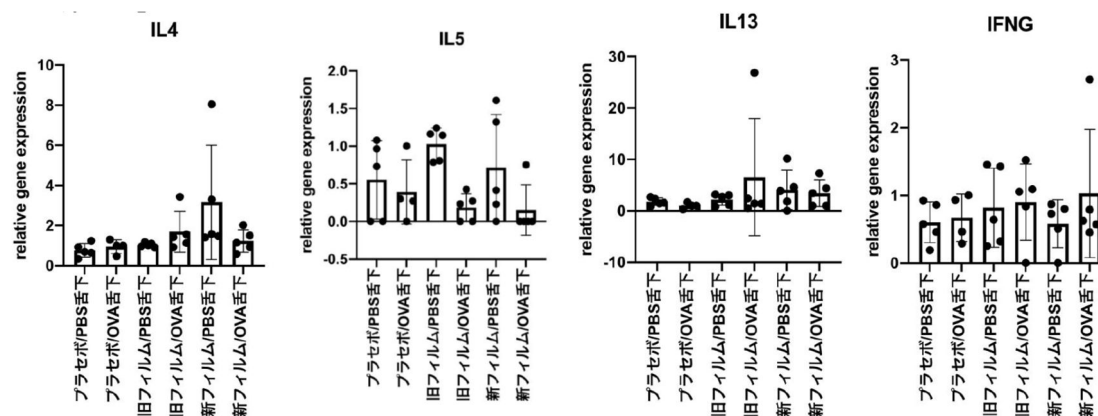 IL4
relative gene expression
10
8
6
4
2
0
プラセボ/PBS舌下
プラセボ/OVA舌下
旧フィルム/PBS舌下
旧フィルム/OVA舌下
新フィルム/PBS舌下
新フィルム/OVA舌下
IL5
relative gene expression
2.0
1.5
1.0
0.5
0.0
-0.5
プラセボ/PBS舌下
プラセボ/OVA舌下
旧フィルム/PBS舌下
旧フィルム/OVA舌下
新フィルム/PBS舌下
新フィルム/OVA舌下
IL13
relative gene expression
30
20
10
0
-10
プラセボ/PBS舌下
プラセボ/OVA舌下
旧フィルム/PBS舌下
旧フィルム/OVA舌下
新フィルム/PBS舌下
新フィルム/OVA舌下
IFNG
relative gene expression
3
2
1
0
プラセボ/PBS舌下
プラセボ/OVA舌下
旧フィルム/PBS舌下
旧フィルム/OVA舌下
新フィルム/PBS舌下
新フィルム/OVA舌下